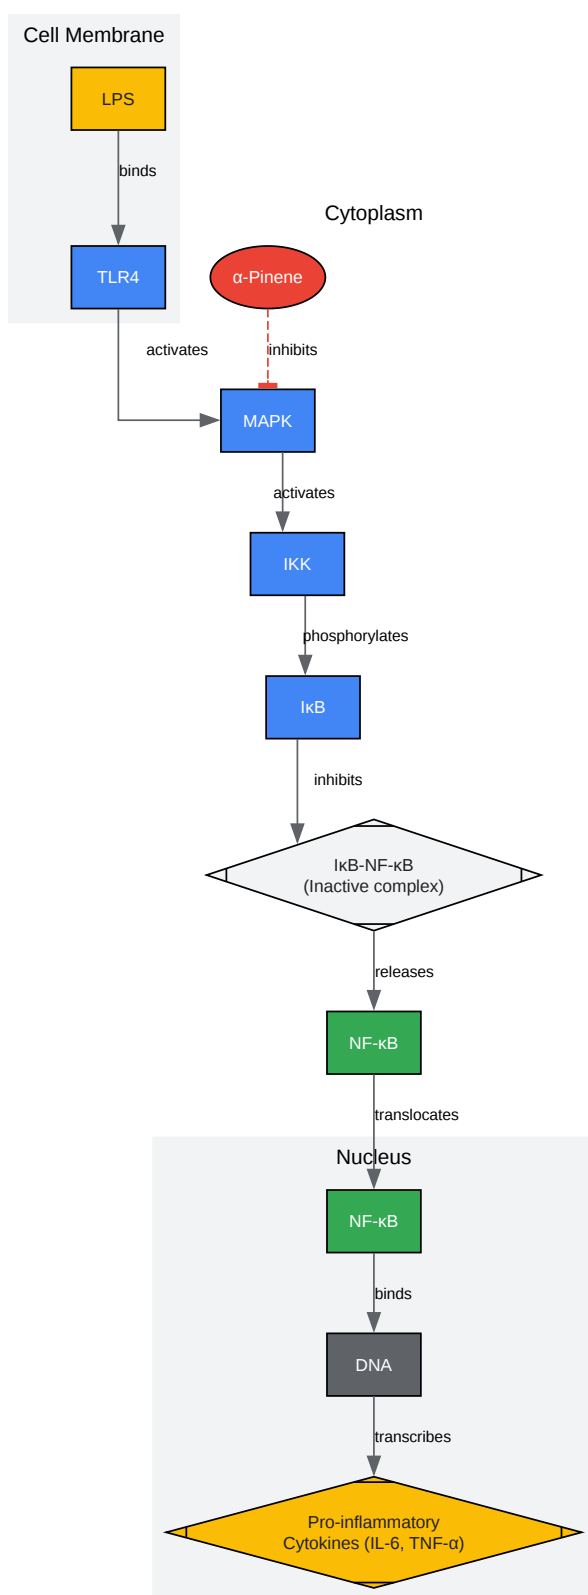 Cell Membrane
LPS
binds
Cytoplasm
TLR4
α-Pinene
activates
inhibits
MAPK
activates
IKK
phosphorylates
IκB
inhibits
IκB-NF-κB
(Inactive complex)
releases
NF-κB
translocates
Nucleus
NF-κB
binds
DNA
transcribes
Pro-inflammatory
Cytokines (IL-6, TNF-α)